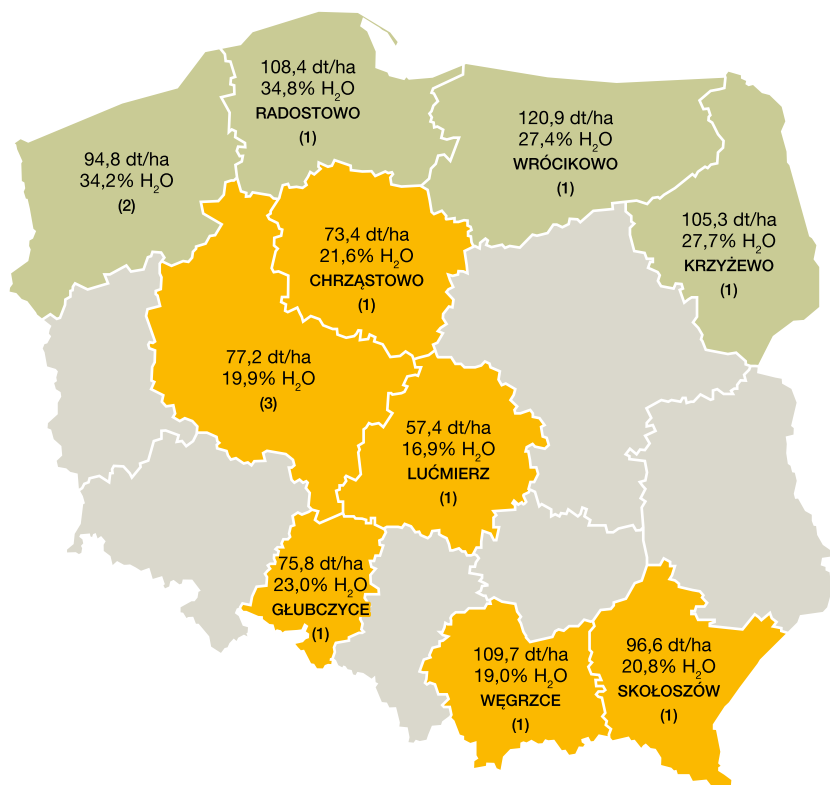 108,4 dt/ha
34,8% H₂O
RADOSTOWO
(1)
120,9 dt/ha
27,4% H₂O
WRÓCIKOWO
(1)
94,8 dt/ha
34,2% H₂O
(2)
105,3 dt/ha
27,7% H₂O
KRZYŻEWO
(1)
73,4 dt/ha
21,6% H₂O
CHRZĄSTOWO
(1)
77,2 dt/ha
19,9% H₂O
(3)
57,4 dt/ha
16,9% H₂O
LUĆMIERZ
(1)
75,8 dt/ha
23,0% H₂O
GŁUBCZYCE
(1)
109,7 dt/ha
19,0% H₂O
WĘGRZCE
(1)
96,6 dt/ha
20,8% H₂O
SKOŁOSZÓW
(1)